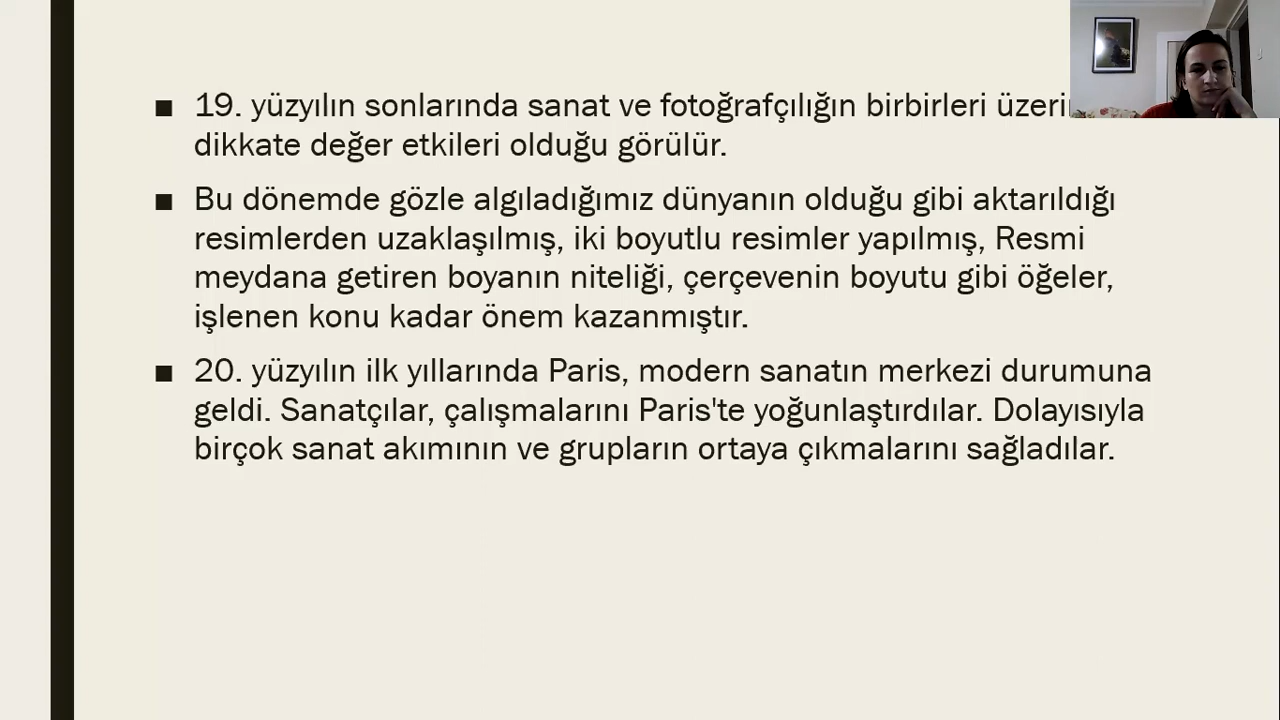 ■ 19. yüzyılın sonlarında sanat ve fotoğrafçılığın birbirleri
dikkate değer etkileri olduğu görülür.
■ Bu dönemde gözle algıladığımız dünyanın olduğu gibi aktarıldığı
resimlerden uzaklaşılmış, iki boyutlu resimler yapılmış, Resmi
meydana getiren boyanın niteliği, çerçevenin boyutu gibi öğeler,
işlenen konu kadar önem kazanmıştır.
■ 20. yüzyılın ilk yıllarında Paris, modern sanatın merkezi durumuna
geldi. Sanatçılar, çalışmalarını Paris'te yoğunlaştırdılar. Dolayısıyla
birçok sanat akımının ve grupların ortaya çıkmalarını sağladılar.